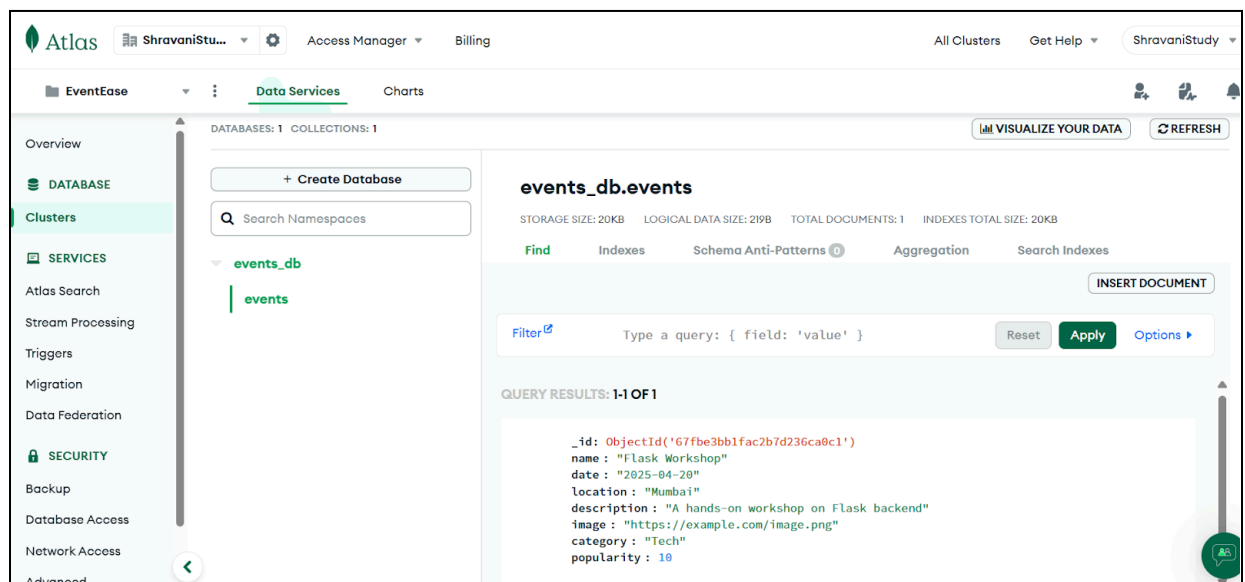 Atlas
ShravaniStu...
Access Manager
Billing
All Clusters
Get Help
ShravaniStudy
EventEase
Data Services
Charts
Overview
DATABASE
Clusters
SERVICES
Atlas Search
Stream Processing
Triggers
Migration
Data Federation
SECURITY
Backup
Database Access
Network Access
Advanced
DATABASES: 1 COLLECTIONS: 1
VISUALIZE YOUR DATA
REFRESH
+ Create Database
Search Namespaces
events_db
events
events_db.events
STORAGE SIZE: 20KB LOGICAL DATA SIZE: 219B TOTAL DOCUMENTS: 1 INDEXES TOTAL SIZE: 20KB
Find
Indexes
Schema Anti-Patterns 0
Aggregation
Search Indexes
INSERT DOCUMENT
Filter
Type a query: { field: 'value' }
Reset
Apply
Options
QUERY RESULTS: 1-1 OF 1
_id: ObjectId('67fbe3bb1fac2b7d236ca0c1')
name : "Flask Workshop"
date : "2025-04-20"
location : "Mumbai"
description : "A hands-on workshop on Flask backend"
image : "https://example.com/image.png"
category : "Tech"
popularity : 10